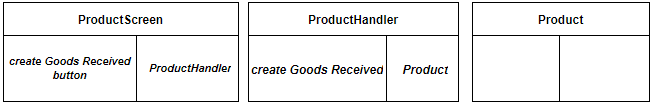 ProductScreen
create Goods Received
button
ProductHandler
ProductHandler
create Goods Received
Product
Product